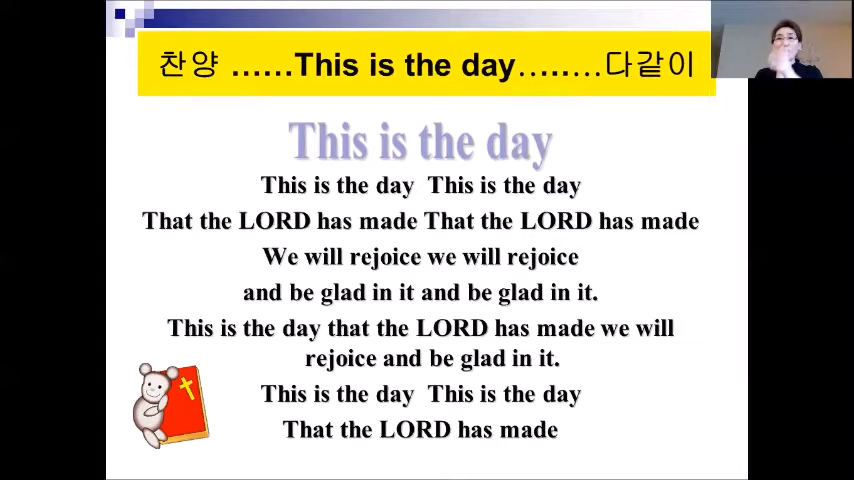 찬양 ......This is the day.........다같이
This is the day
This is the day This is the day
That the LORD has made That the LORD has made
We will rejoice we will rejoice
and be glad in it and be glad in it.
This is the day that the LORD has made we will
rejoice and be glad in it.
This is the day This is the day
That the LORD has made